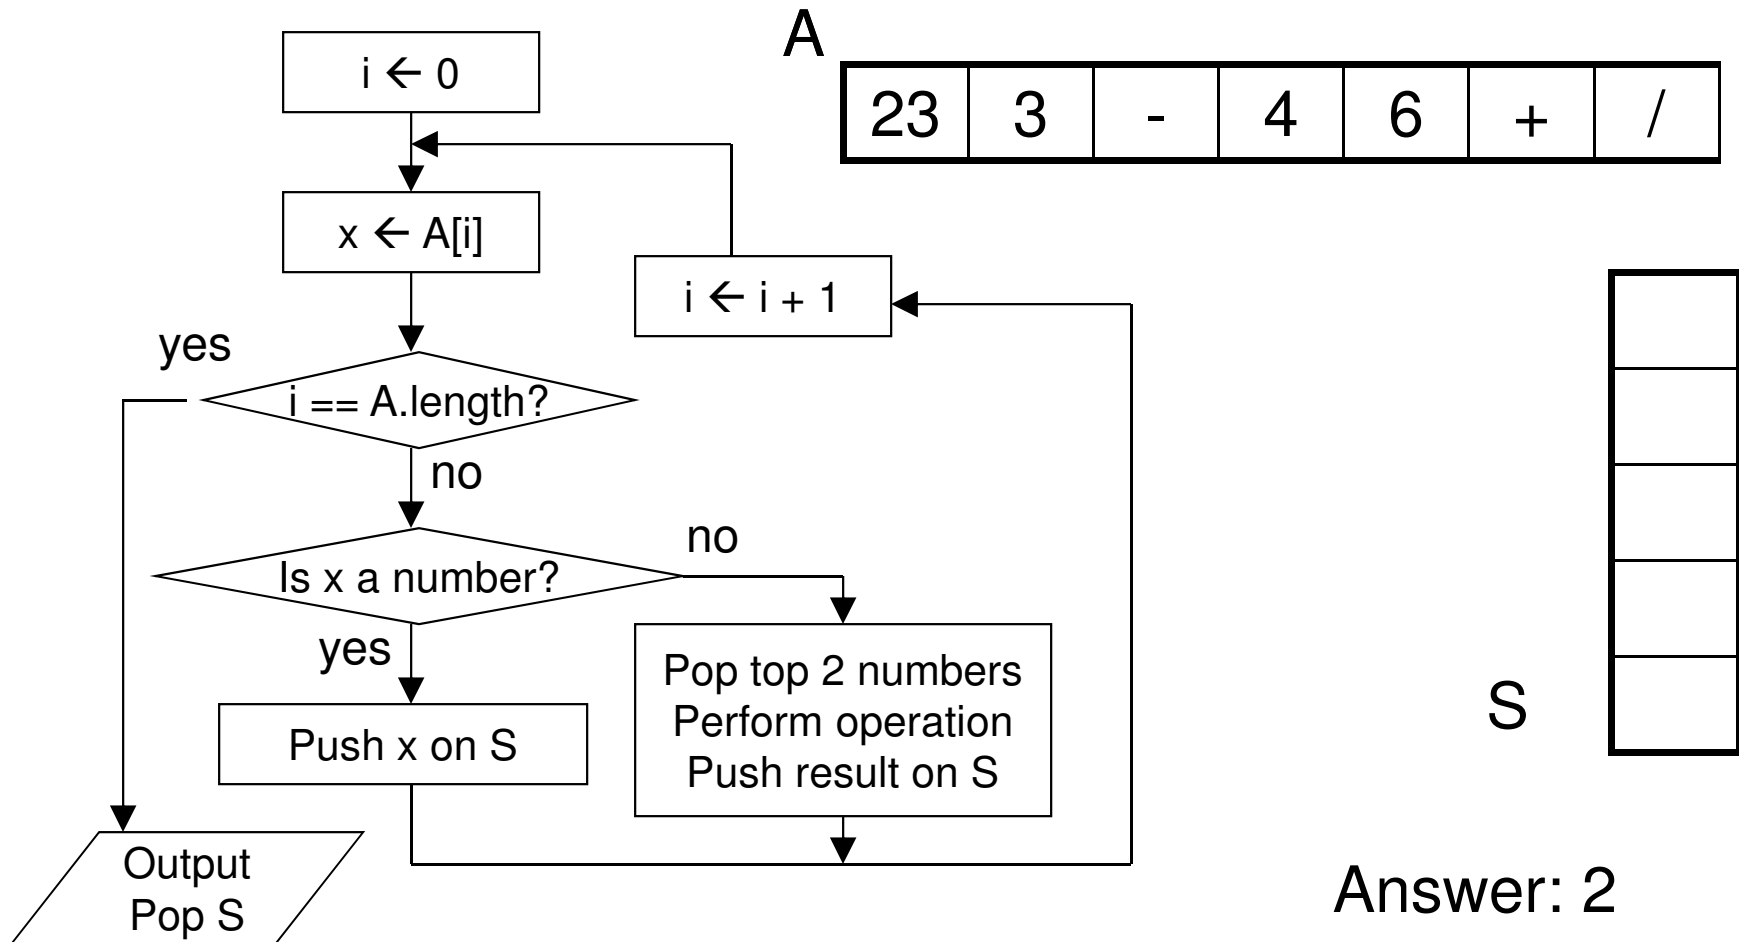 i ← 0
x ← A[i]
i ← i + 1
yes
i == A.length?
no
Is x a number?
no
yes
Push x on S
Pop top 2 numbers
Perform operation
Push result on S
Output
Pop S
A
23 3 - 4 6 + /
S
Answer: 2